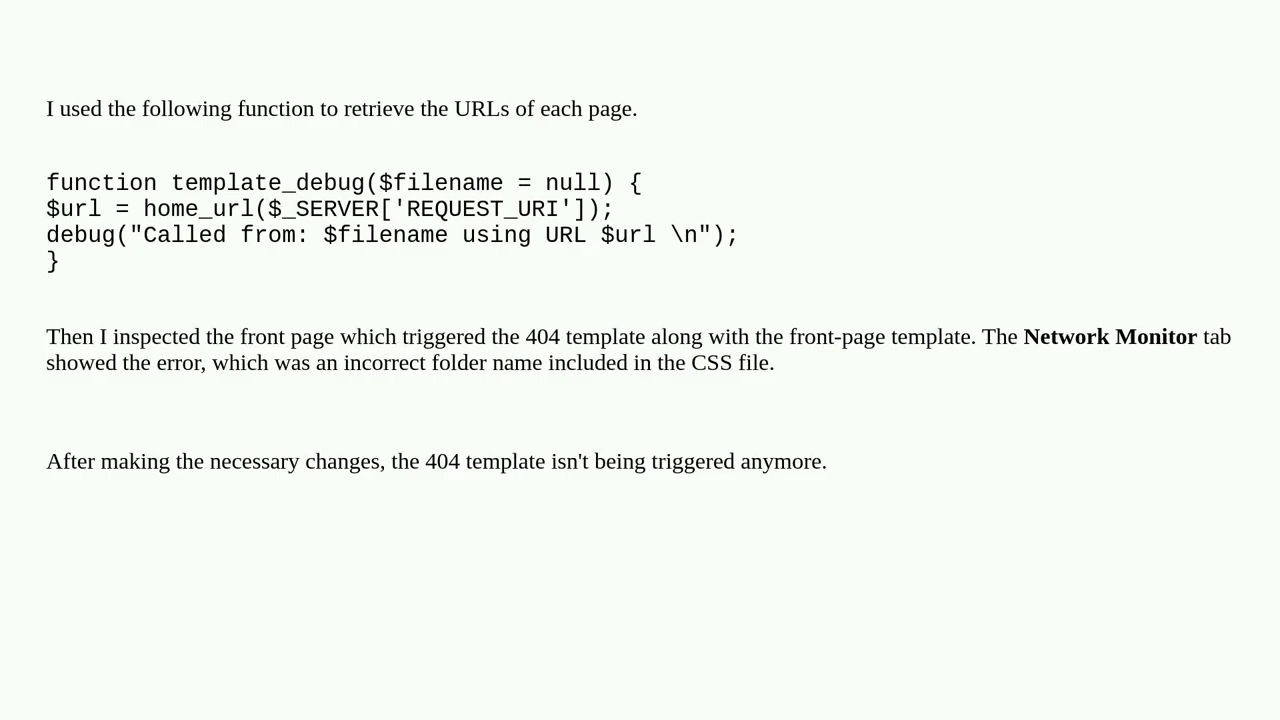 I used the following function to retrieve the URLs of each page.
function template_debug($filename = null) {
$url = home_url($_SERVER['REQUEST_URI']);
debug("Called from: $filename using URL $url \n");
}
Then I inspected the front page which triggered the 404 template along with the front-page template. The Network Monitor tab
showed the error, which was an incorrect folder name included in the CSS file.
After making the necessary changes, the 404 template isn't being triggered anymore.